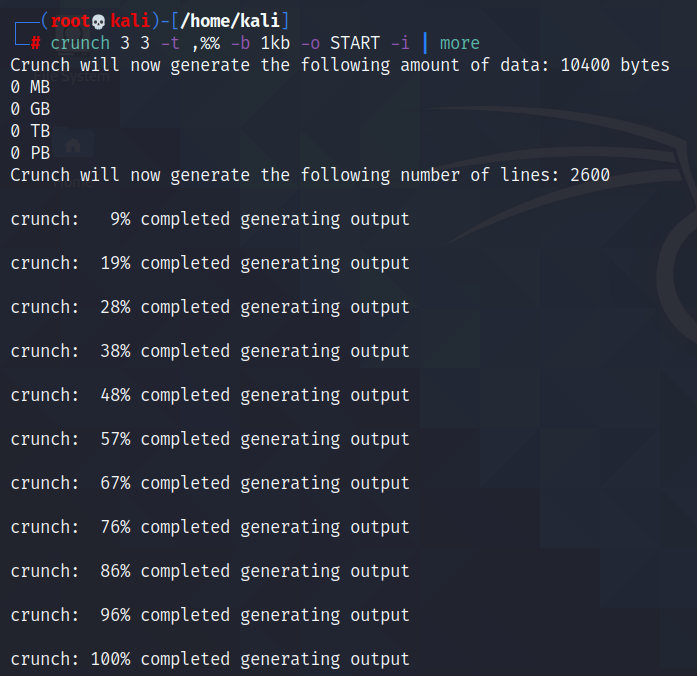 (root💀kali)-[/home/kali]
# crunch 3 3 -t ,%% -b 1kb -o START -i | more
Crunch will now generate the following amount of data: 10400 bytes
0 MB
0 GB
0 TB
0 PB
Crunch will now generate the following number of lines: 2600
crunch:   9% completed generating output
crunch:  19% completed generating output
crunch:  28% completed generating output
crunch:  38% completed generating output
crunch:  48% completed generating output
crunch:  57% completed generating output
crunch:  67% completed generating output
crunch:  76% completed generating output
crunch:  86% completed generating output
crunch:  96% completed generating output
crunch: 100% completed generating output